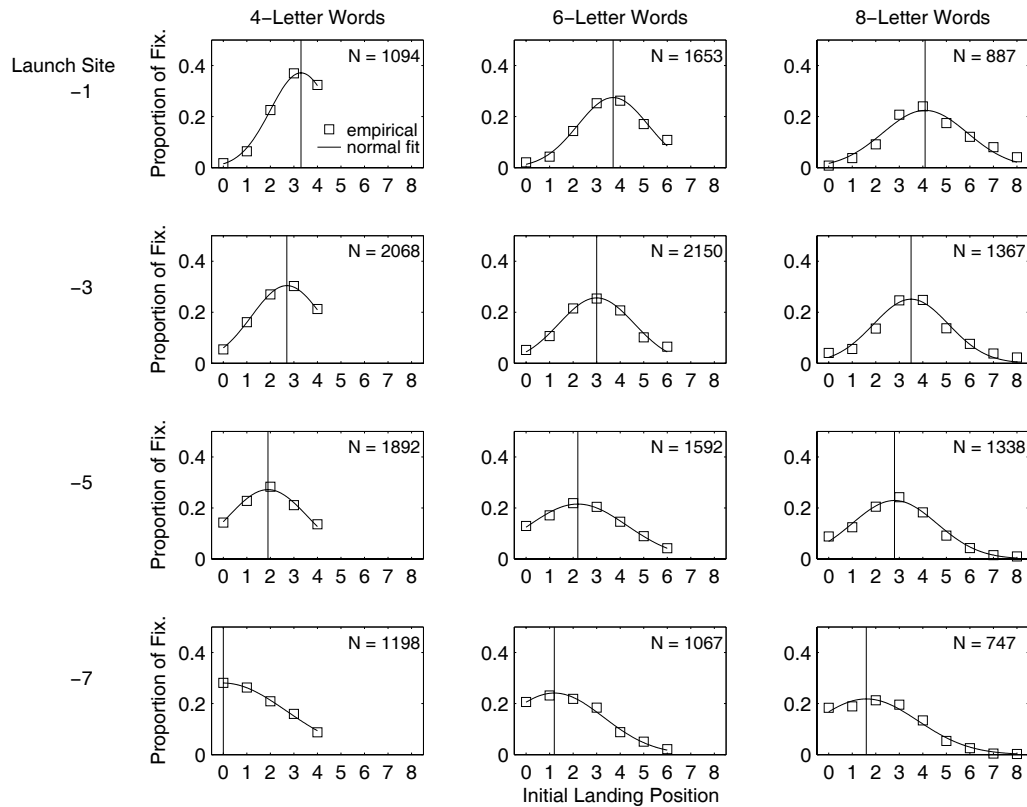 4−Letter Words
6−Letter Words
8−Letter Words
Launch Site
−1
Proportion of Fix.
0.4
0.2
0
N = 1094
empirical
normal fit
0 1 2 3 4 5 6 7 8
0.4
0.2
0
N = 1653
0 1 2 3 4 5 6 7 8
0.4
0.2
0
N = 887
0 1 2 3 4 5 6 7 8
−3
Proportion of Fix.
0.4
0.2
0
N = 2068
0 1 2 3 4 5 6 7 8
0.4
0.2
0
N = 2150
0 1 2 3 4 5 6 7 8
0.4
0.2
0
N = 1367
0 1 2 3 4 5 6 7 8
−5
Proportion of Fix.
0.4
0.2
0
N = 1892
0 1 2 3 4 5 6 7 8
0.4
0.2
0
N = 1592
0 1 2 3 4 5 6 7 8
0.4
0.2
0
N = 1338
0 1 2 3 4 5 6 7 8
−7
Proportion of Fix.
0.4
0.2
0
N = 1198
0 1 2 3 4 5 6 7 8
0.4
0.2
0
N = 1067
0 1 2 3 4 5 6 7 8
0.4
0.2
0
N = 747
0 1 2 3 4 5 6 7 8
Initial Landing Position